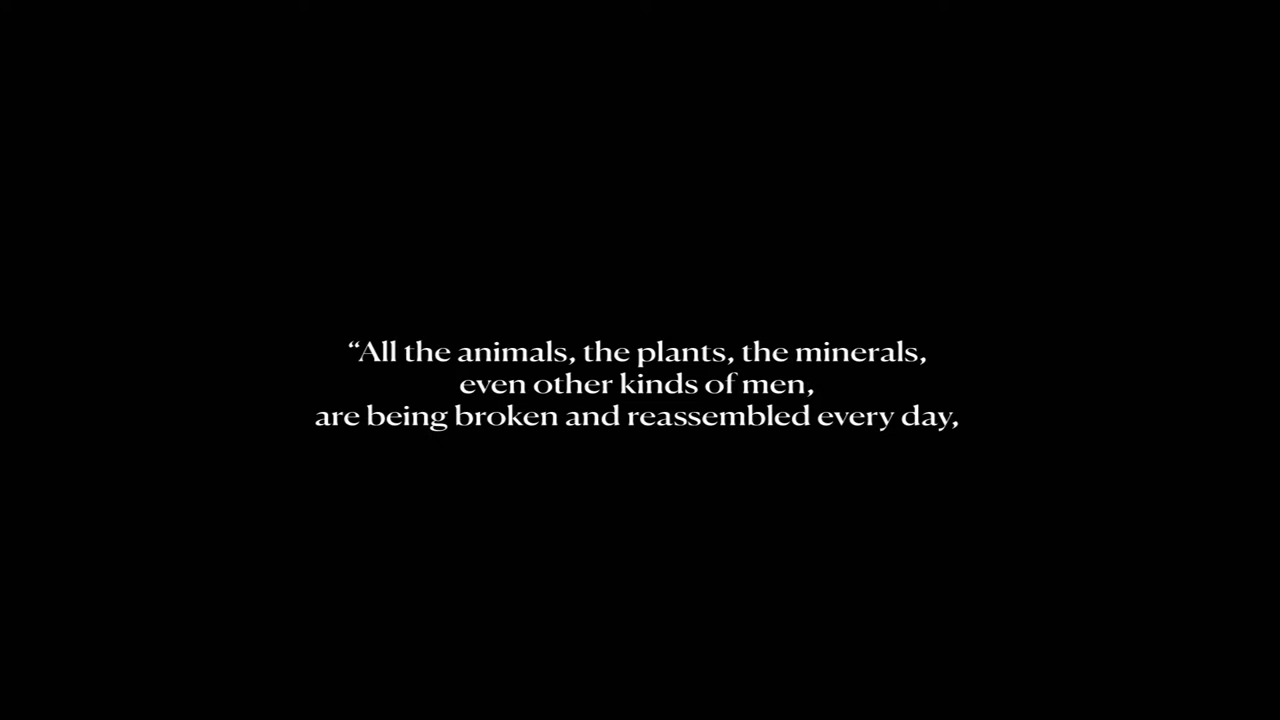 “All the animals, the plants, the minerals,
even other kinds of men,
are being broken and reassembled every day,